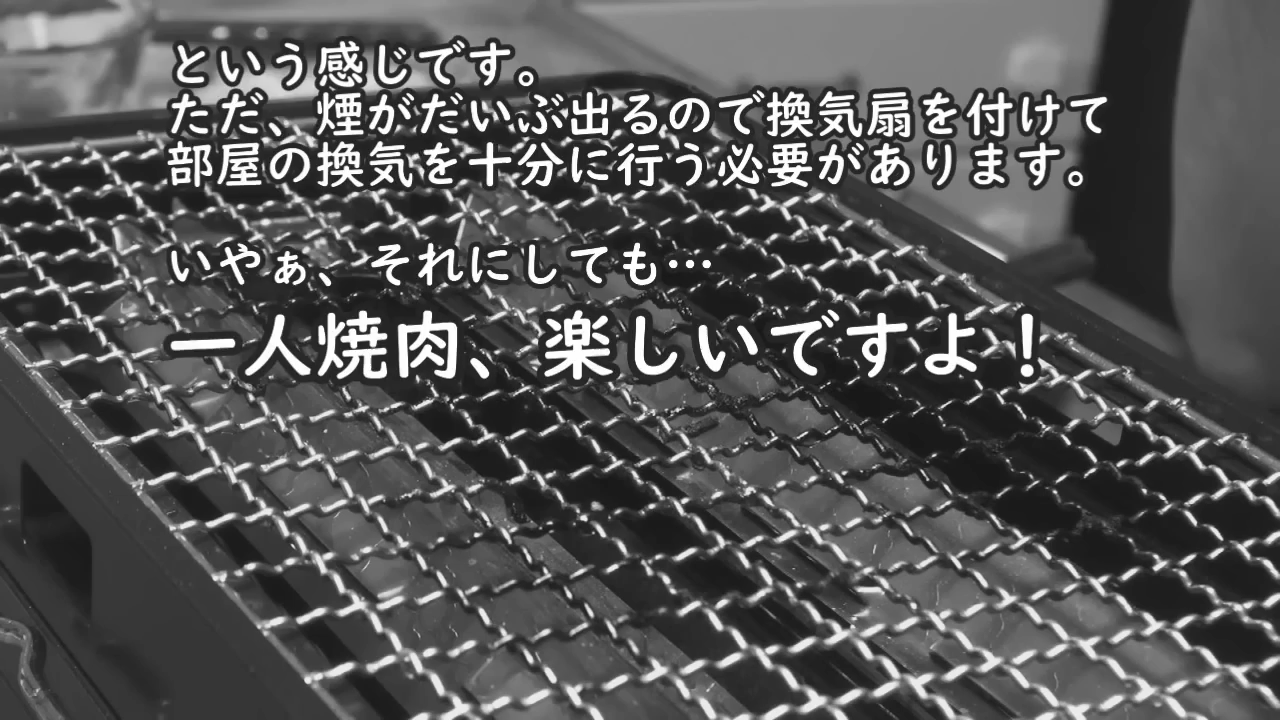 という感じです。
ただ、煙がだいぶ出るので換気扇を付けて
部屋の換気を十分に行う必要があります。
いやぁ、それにしても…
一人焼肉、楽しいですよ！